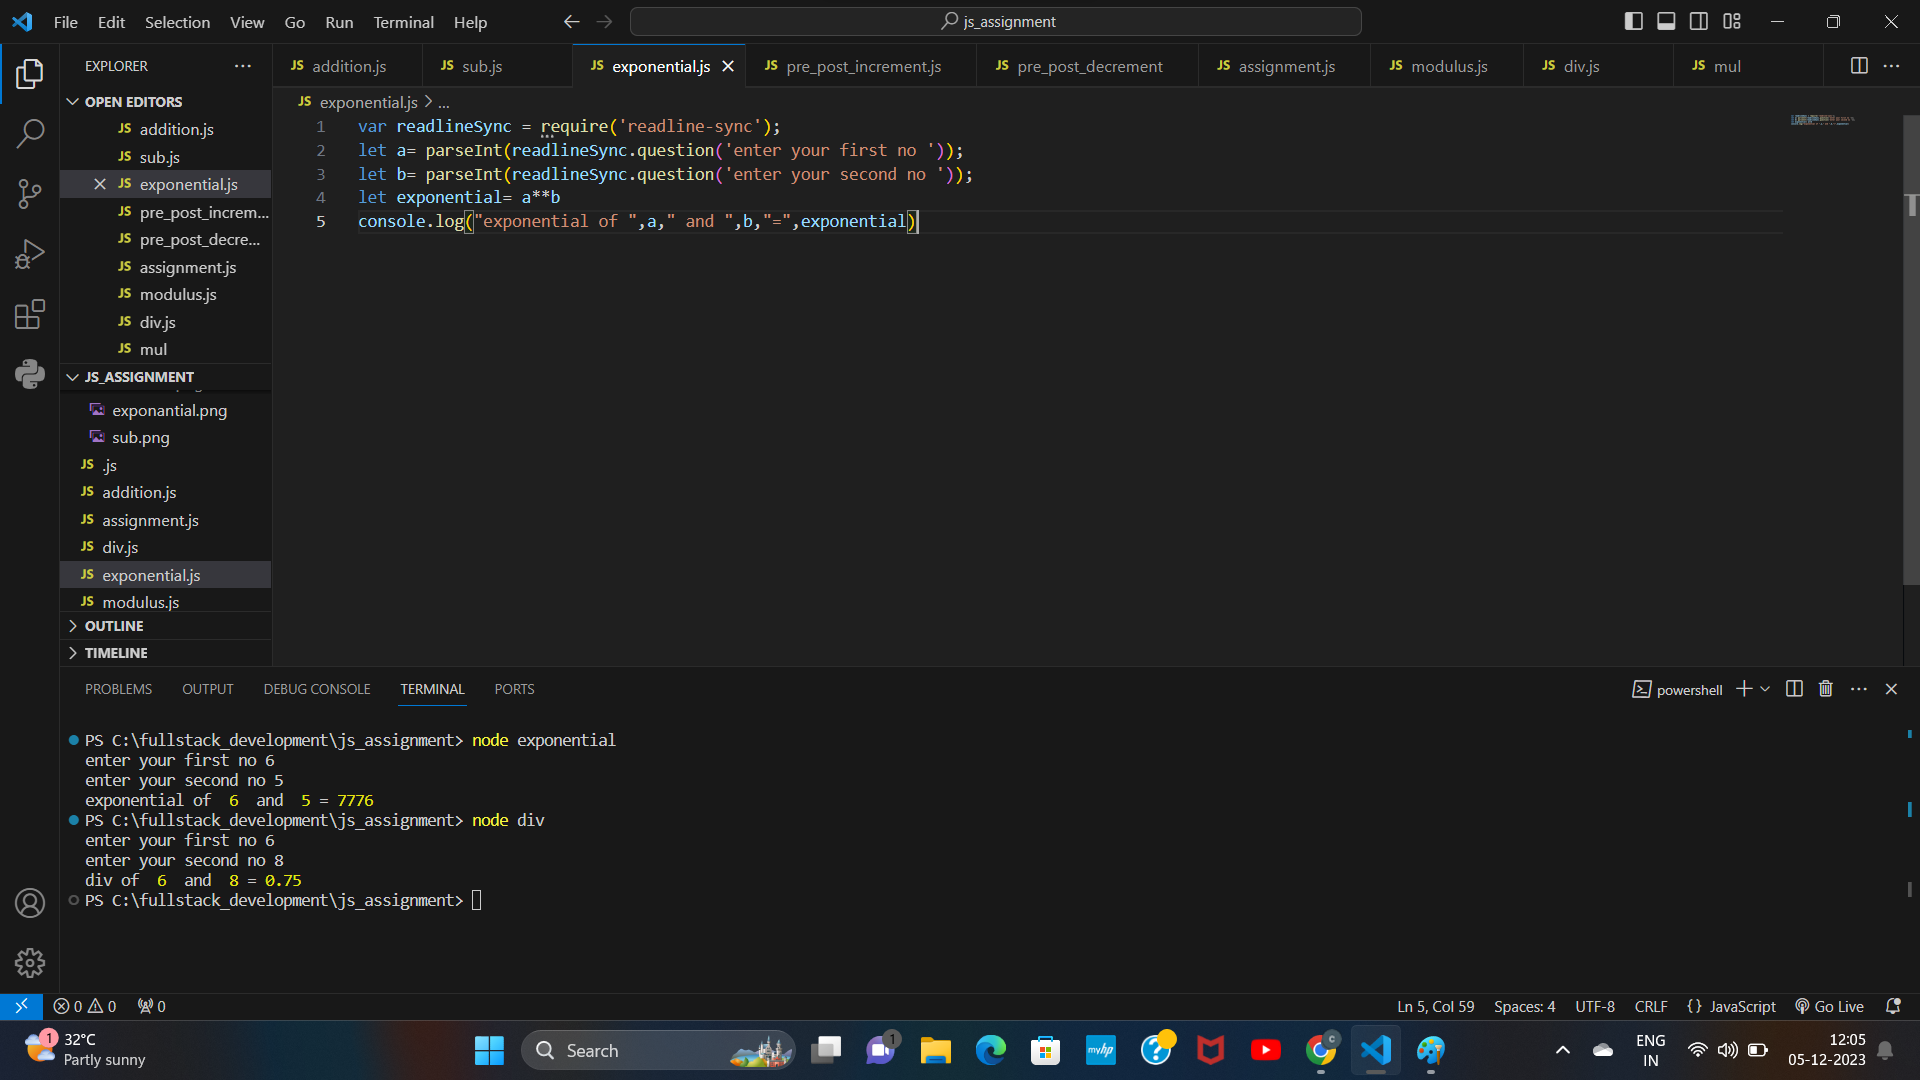 File Edit Selection View Go Run Terminal Help
js_assignment
EXPLORER
OPEN EDITORS
JS addition.js
JS sub.js
JS exponential.js
JS pre_post_increm...
JS pre_post_decre...
JS assignment.js
JS modulus.js
JS div.js
JS mul
JS_ASSIGNMENT
exponantial.png
sub.png
JS .js
JS addition.js
JS assignment.js
JS div.js
JS exponential.js
JS modulus.js
OUTLINE
TIMELINE
JS addition.js JS sub.js JS exponential.js JS pre_post_increment.js JS pre_post_decrement JS assignment.js JS modulus.js JS div.js JS mul
JS exponential.js > ...
1 var readlineSync = require('readline-sync');
2 let a= parseInt(readlineSync.question('enter your first no '));
3 let b= parseInt(readlineSync.question('enter your second no '));
4 let exponential= a**b
5 console.log("exponential of ",a," and ",b,"=",exponential)
PROBLEMS OUTPUT DEBUG CONSOLE TERMINAL PORTS
powershell
PS C:\fullstack_development\js_assignment> node exponential
enter your first no 6
enter your second no 5
exponential of  6  and  5 = 7776
PS C:\fullstack_development\js_assignment> node div
enter your first no 6
enter your second no 8
div of  6  and  8 = 0.75
PS C:\fullstack_development\js_assignment>
0 0 0
Ln 5, Col 59 Spaces: 4 UTF-8 CRLF {} JavaScript Go Live
1
32°C
Partly sunny
Search
1
myhp
?
c
ENG
IN
12:05
05-12-2023